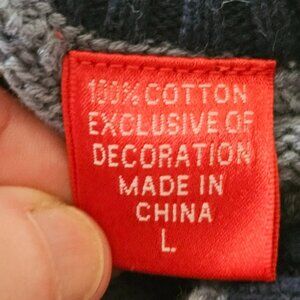 100% COTTON
EXCLUSIVE OF
DECORATION
MADE IN
CHINA
L